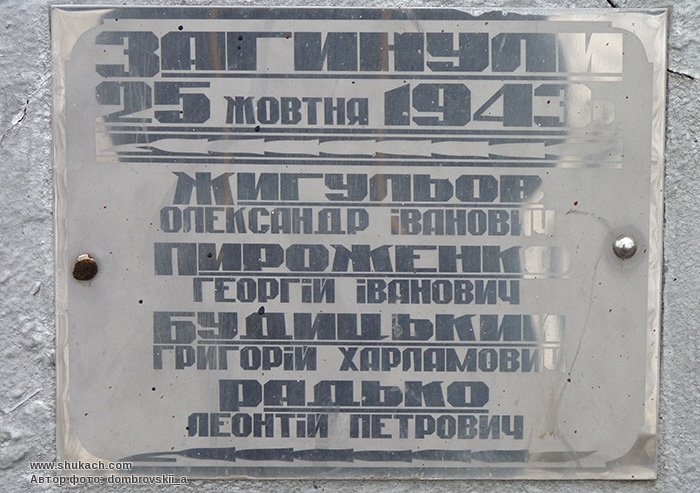 ЗАГИНУЛИ
25 ЖОВТНЯ 1943р
ЖИГУЛЬОВ
ОЛЕКСАНДР ІВАНОВИЧ
ПИРОЖЕНКО
ГЕОРГІЙ ІВАНОВИЧ
БУДИЦЬКИЙ
ГРИГОРІЙ ХАРЛАМОВИЧ
РАДЬКО
ЛЕОНТІЙ ПЕТРОВИЧ
www.shukach.com
Автор фото: dombrovskii_a